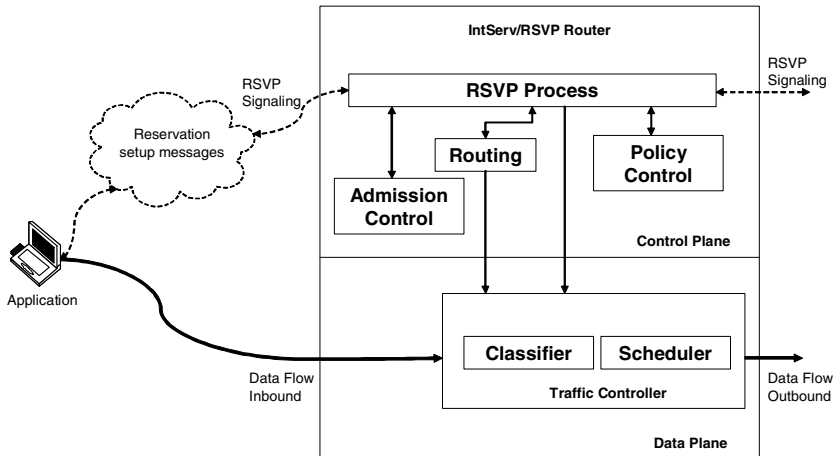 IntServ/RSVP Router
RSVP
Signaling
RSVP
Signaling
RSVP Process
Reservation
setup messages
Routing
Policy
Control
Admission
Control
Control Plane
Application
Classifier
Scheduler
Data Flow
Inbound
Traffic Controller
Data Flow
Outbound
Data Plane